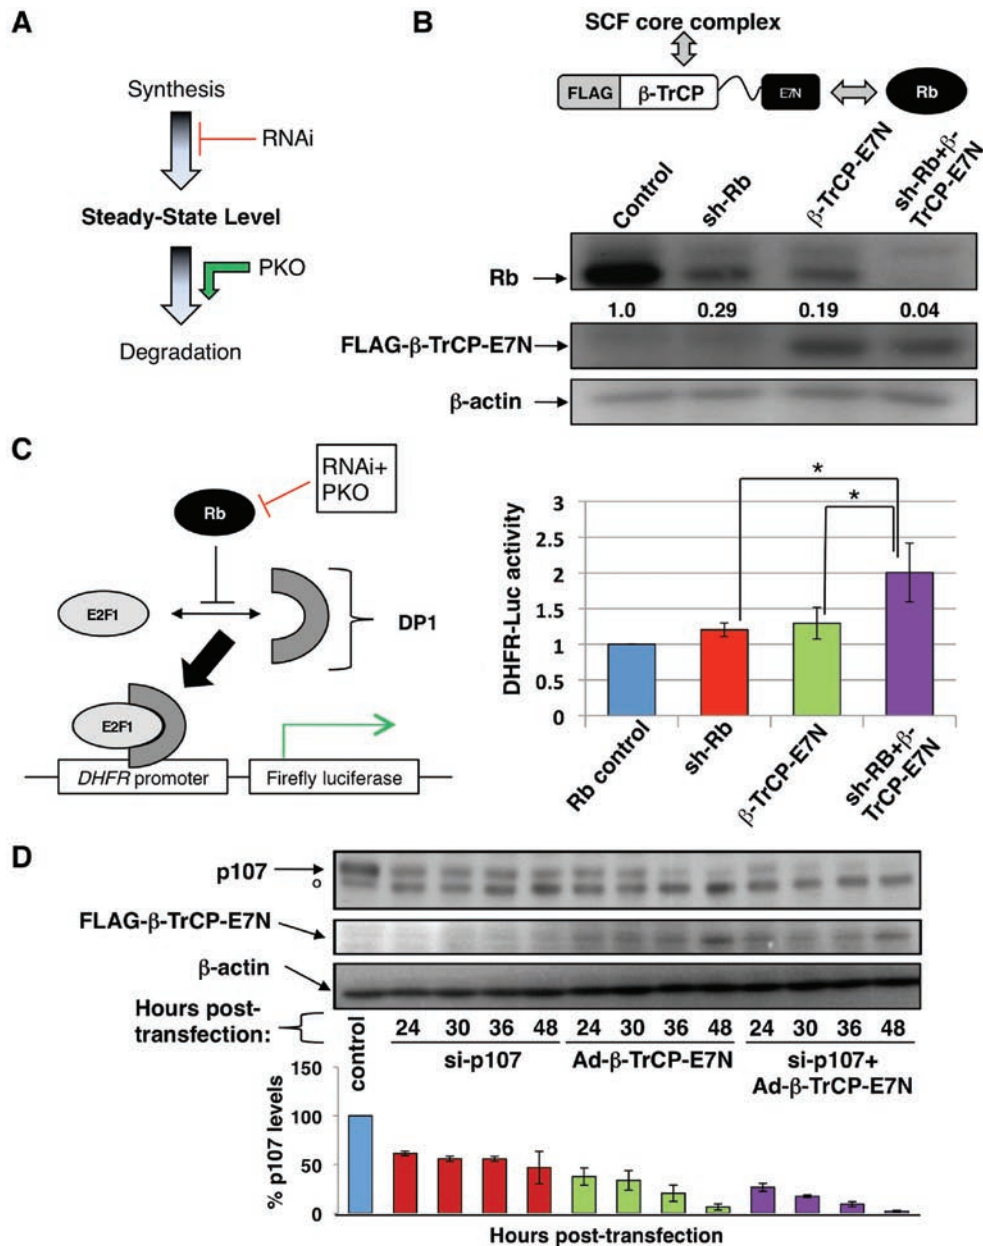 A
Synthesis
RNAi
Steady-State Level
PKO
Degradation
B
SCF core complex
FLAG
β-TrCP
E7N
Rb
Control
sh-Rb
β-TrCP-E7N
sh-Rb+β-
TrCP-E7N
Rb
1.0 0.29 0.19 0.04
FLAG-β-TrCP-E7N
β-actin
C
RNAi+
PKO
Rb
E2F1
DP1
E2F1
DHFR promoter
Firefly luciferase
DHFR-Luc activity
3
2.5
2
1.5
1
0.5
0
*
*
Rb control
sh-Rb
β-TrCP-E7N
sh-RB+β-
TrCP-E7N
D
p107
FLAG-β-TrCP-E7N
β-actin
Hours post-
transfection:
control
24 30 36 48 24 30 36 48 24 30 36 48
si-p107
Ad-β-TrCP-E7N
si-p107+
Ad-β-TrCP-E7N
% p107 levels
150
100
50
0
Hours post-transfection